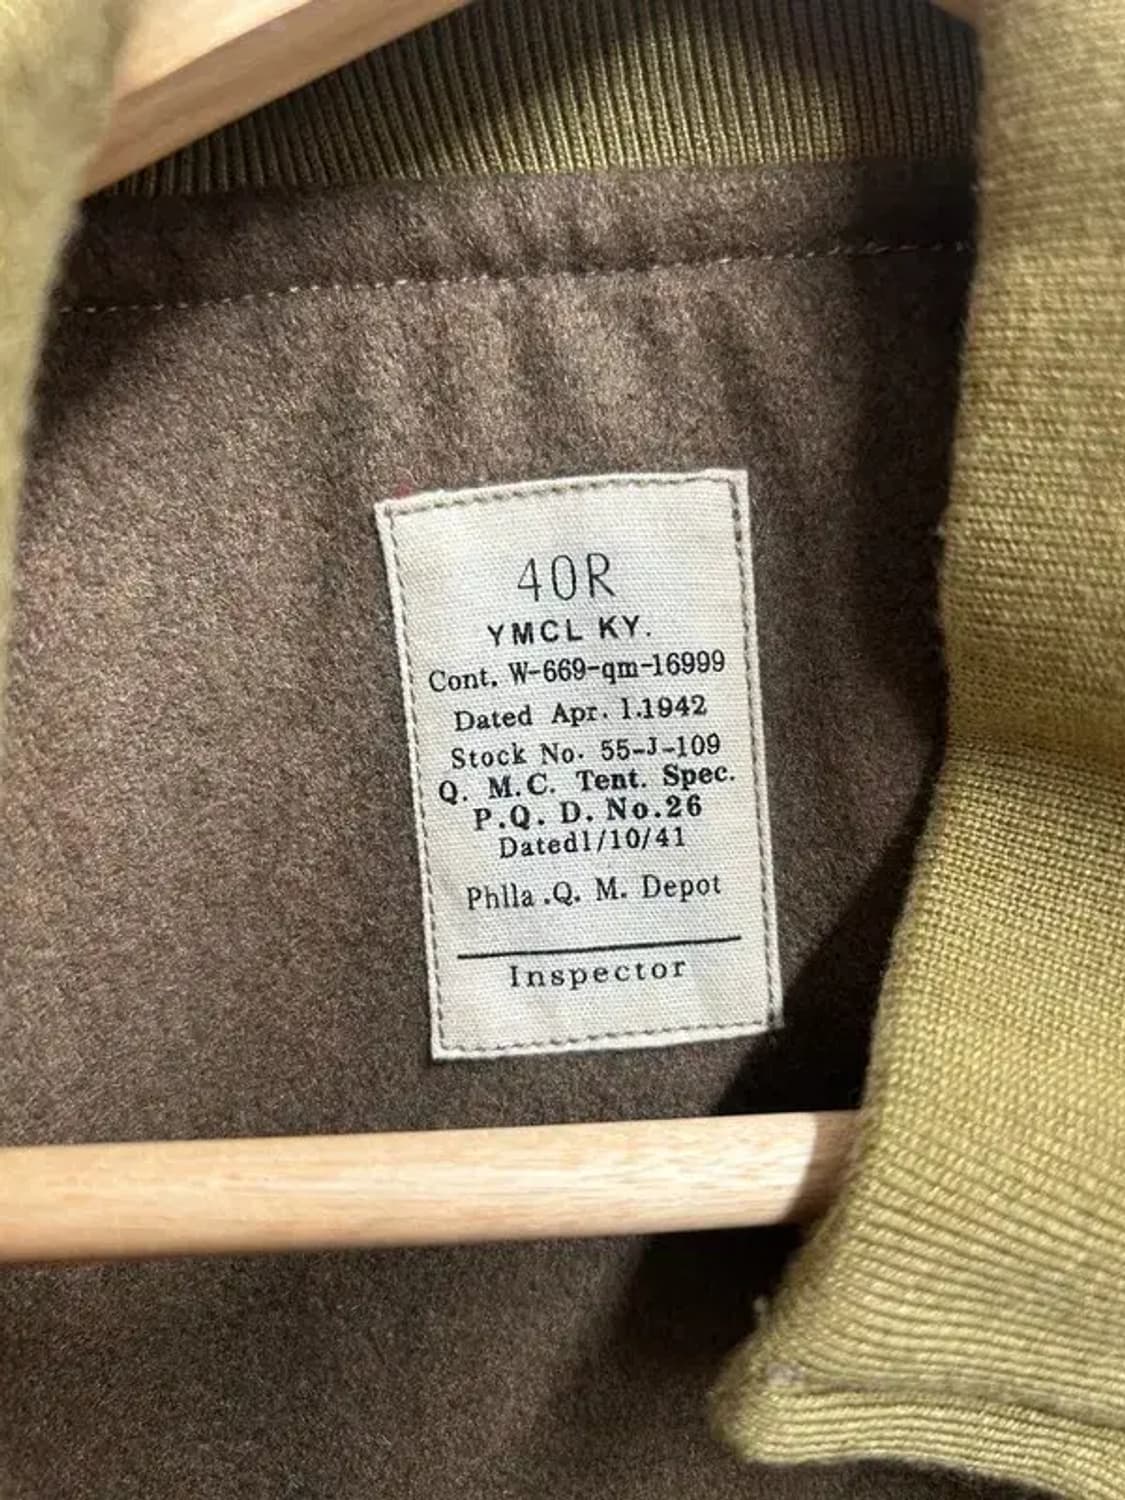 40R
YMCL KY.
Cont. W-669-qm-16999
Dated Apr. 1.1942
Stock No. 55-J-109
Q. M.C. Tent. Spec.
P.Q. D. No.26
Dated1/10/41
Phlla .Q. M. Depot
Inspector